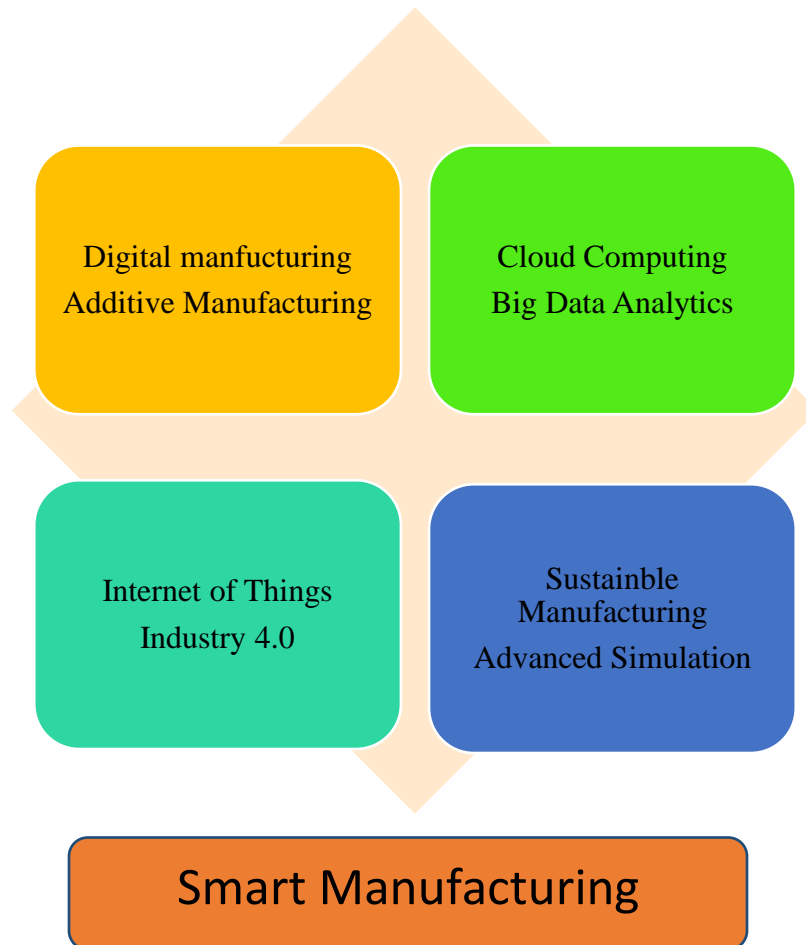 Digital manfucturing
Additive Manufacturing
Cloud Computing
Big Data Analytics
Internet of Things
Industry 4.0
Sustainble
Manufacturing
Advanced Simulation
Smart Manufacturing